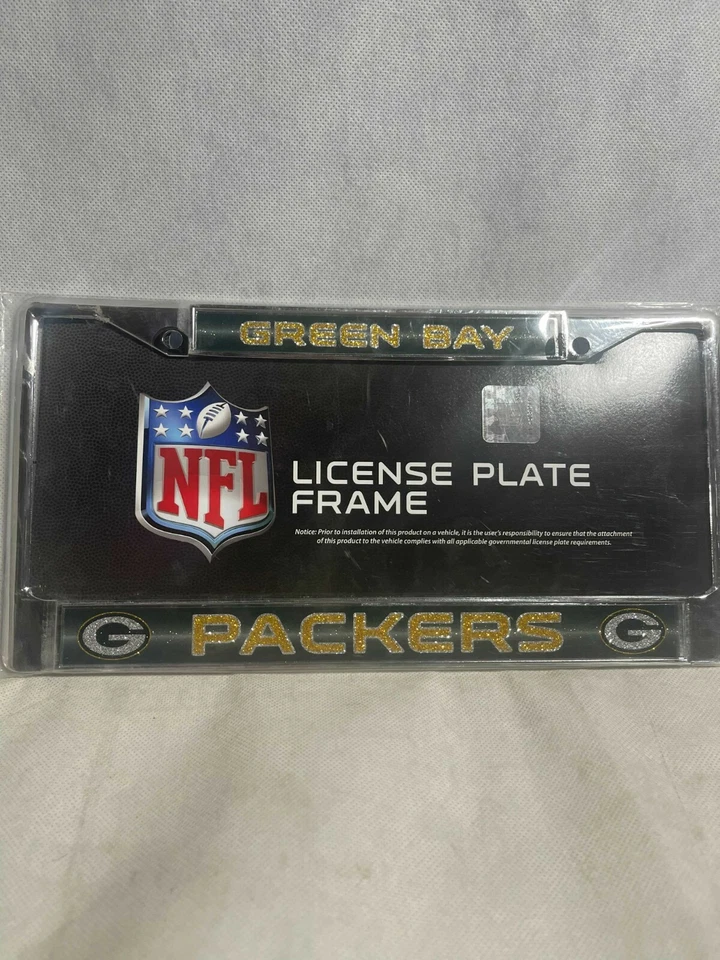 GREEN BAY
NFL
LICENSE PLATE
FRAME
Notice: Prior to installation of this product on a vehicle, it is the user's responsibility to ensure that the attachment
of this product to the vehicle complies with all applicable governmental license plate requirements.
G PACKERS G